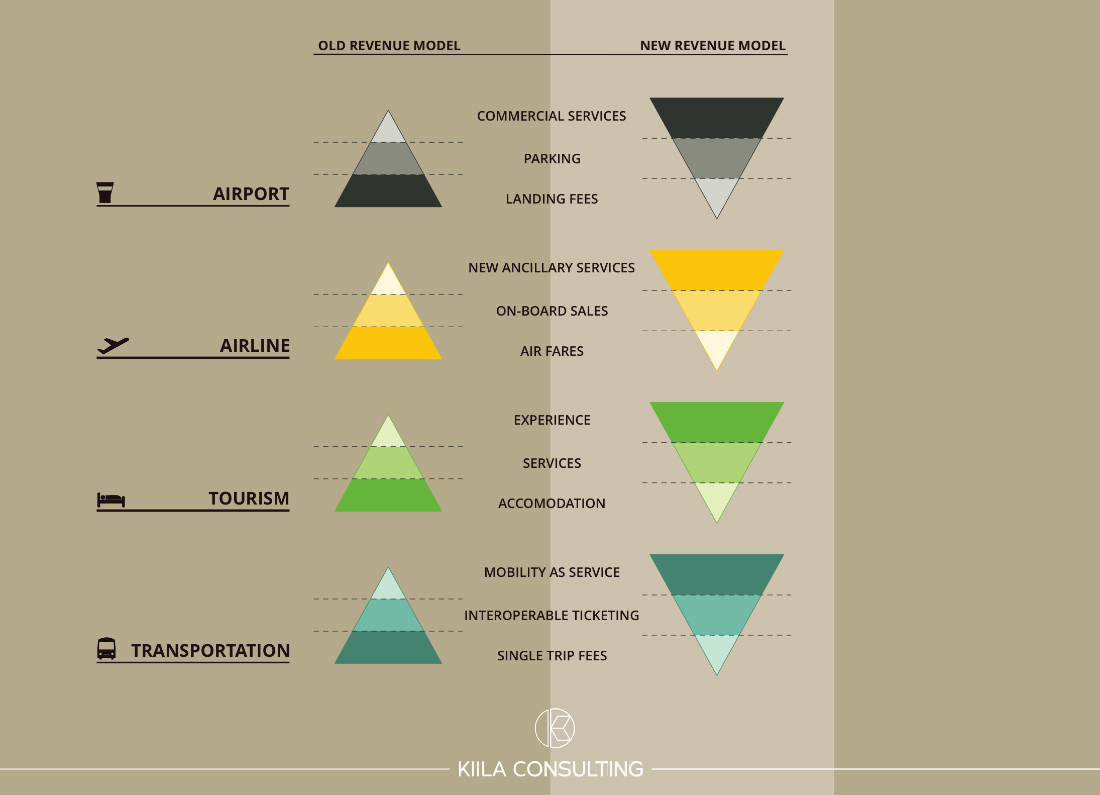 OLD REVENUE MODEL
NEW REVENUE MODEL
AIRPORT
COMMERCIAL SERVICES
PARKING
LANDING FEES
AIRLINE
NEW ANCILLARY SERVICES
ON-BOARD SALES
AIR FARES
TOURISM
EXPERIENCE
SERVICES
ACCOMODATION
TRANSPORTATION
MOBILITY AS SERVICE
INTEROPERABLE TICKETING
SINGLE TRIP FEES
KIILA CONSULTING